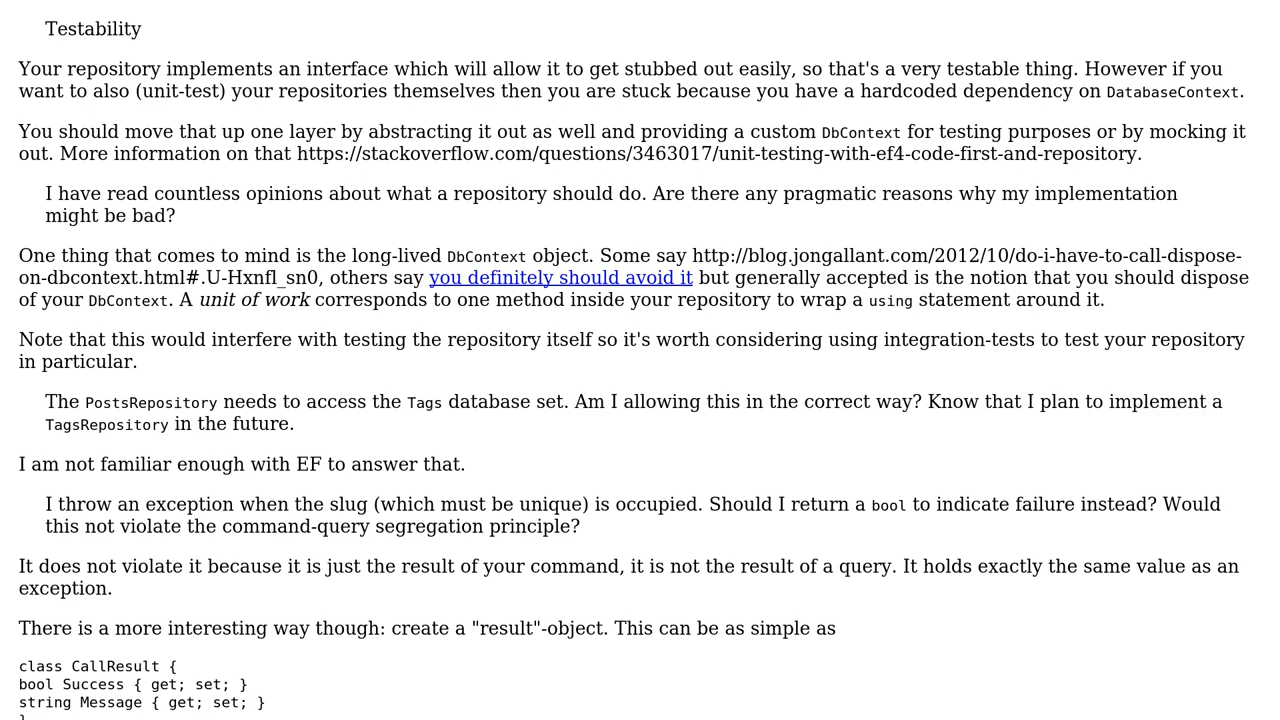 Testability
Your repository implements an interface which will allow it to get stubbed out easily, so that's a very testable thing. However if you
want to also (unit-test) your repositories themselves then you are stuck because you have a hardcoded dependency on DatabaseContext.
You should move that up one layer by abstracting it out as well and providing a custom DbContext for testing purposes or by mocking it
out. More information on that https://stackoverflow.com/questions/3463017/unit-testing-with-ef4-code-first-and-repository.
I have read countless opinions about what a repository should do. Are there any pragmatic reasons why my implementation
might be bad?
One thing that comes to mind is the long-lived DbContext object. Some say http://blog.jongallant.com/2012/10/do-i-have-to-call-dispose-
on-dbcontext.html#.U-Hxnfl_sn0, others say you definitely should avoid it but generally accepted is the notion that you should dispose
of your DbContext. A unit of work corresponds to one method inside your repository to wrap a using statement around it.
Note that this would interfere with testing the repository itself so it's worth considering using integration-tests to test your repository
in particular.
The PostsRepository needs to access the Tags database set. Am I allowing this in the correct way? Know that I plan to implement a
TagsRepository in the future.
I am not familiar enough with EF to answer that.
I throw an exception when the slug (which must be unique) is occupied. Should I return a bool to indicate failure instead? Would
this not violate the command-query segregation principle?
It does not violate it because it is just the result of your command, it is not the result of a query. It holds exactly the same value as an
exception.
There is a more interesting way though: create a "result"-object. This can be as simple as
class CallResult {
bool Success { get; set; }
string Message { get; set; }
}